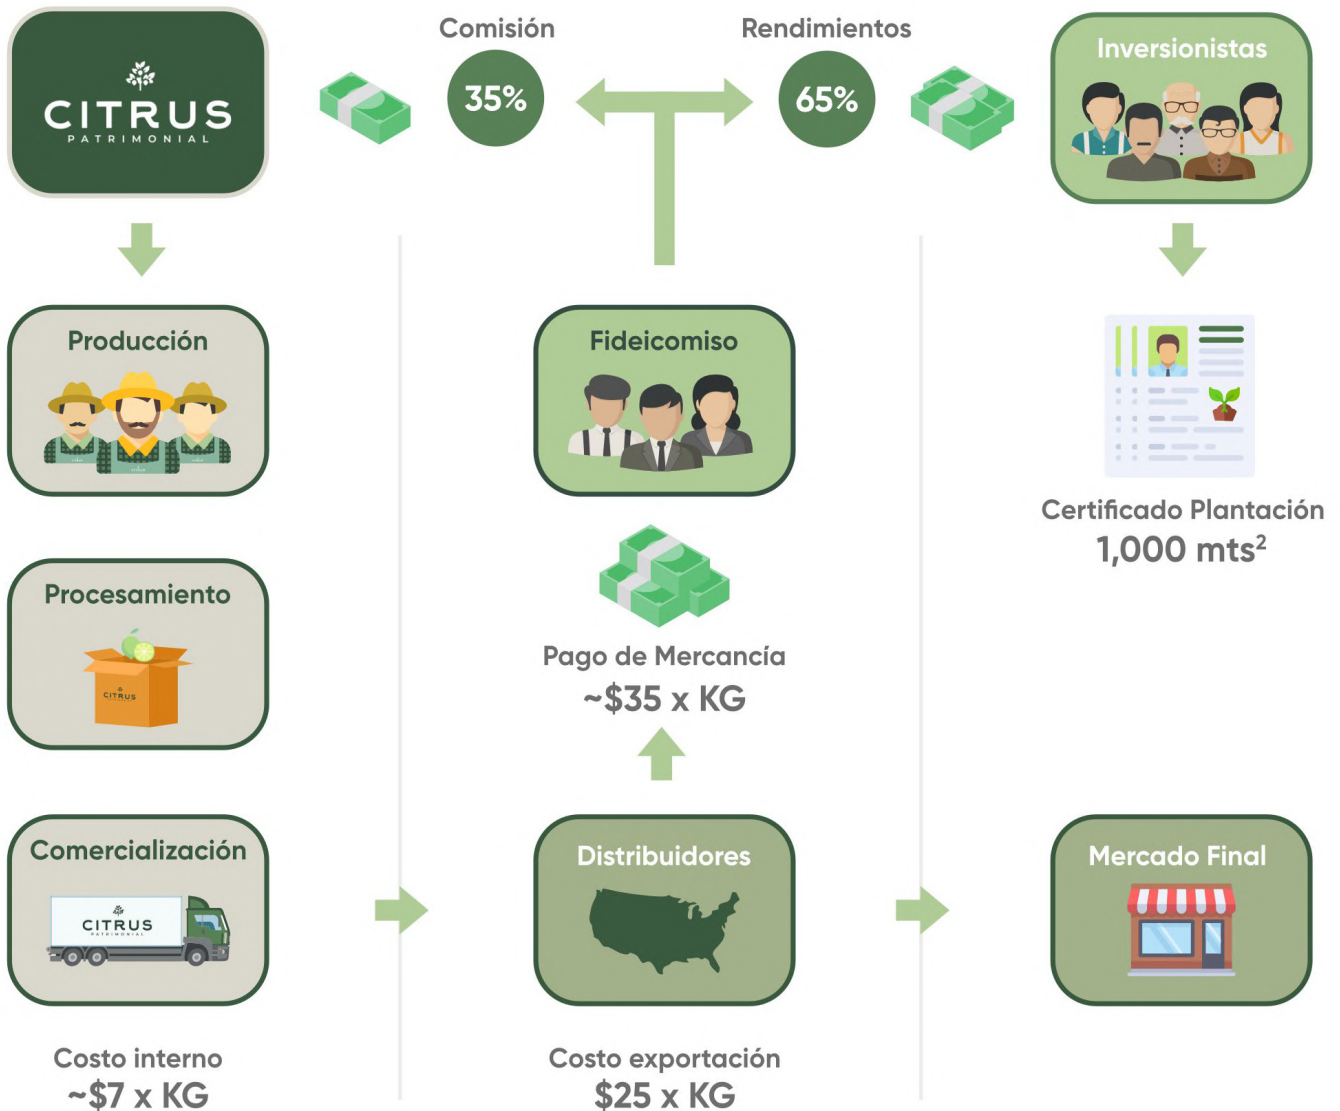 CITRUS
PATRIMONIAL
Comisión
35%
Rendimientos
65%
Inversionistas
Producción
Fideicomiso
Certificado Plantación
1,000 mts²
Procesamiento
CITRUS
Pago de Mercancía
~$35 x KG
Comercialización
CITRUS
PATRIMONIAL
Distribuidores
Mercado Final
Costo interno
~$7 x KG
Costo exportación
$25 x KG